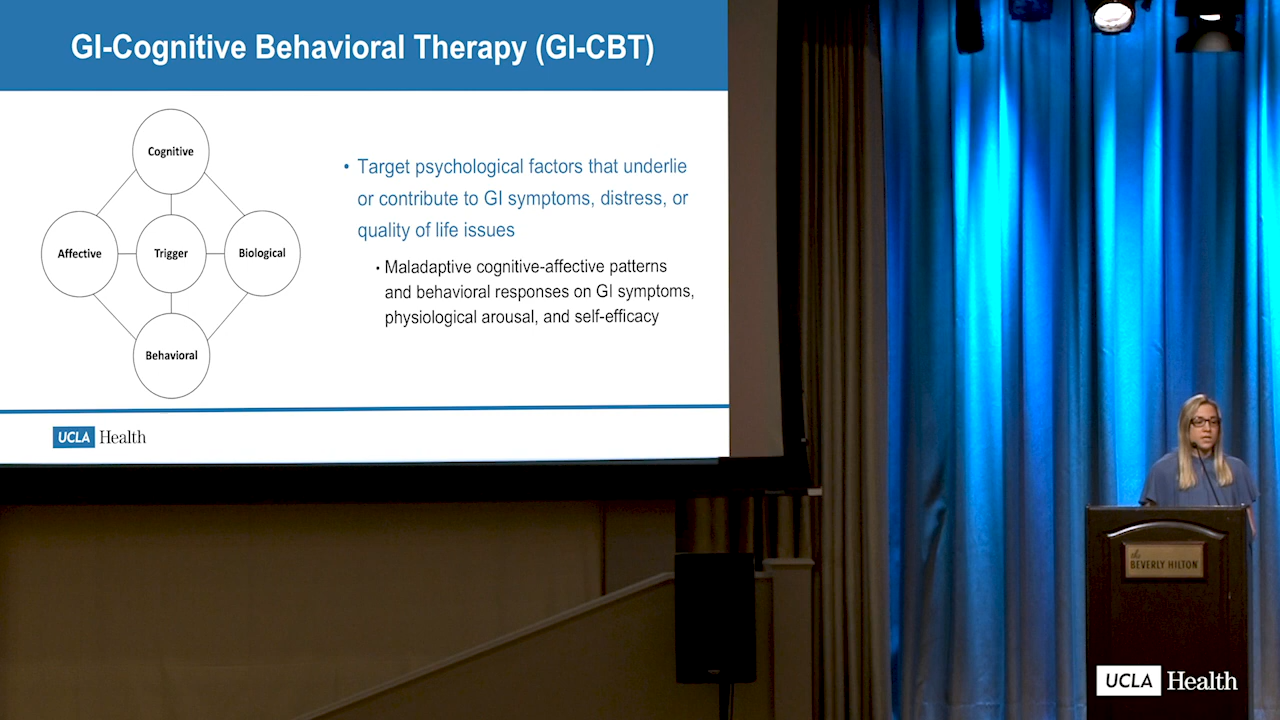 GI-Cognitive Behavioral Therapy (GI-CBT)
Cognitive
Affective
Trigger
Biological
Behavioral
• Target psychological factors that underlie
or contribute to GI symptoms, distress, or
quality of life issues
• Maladaptive cognitive-affective patterns
and behavioral responses on GI symptoms,
physiological arousal, and self-efficacy
UCLA Health
the
BEVERLY HILTON
UCLA Health